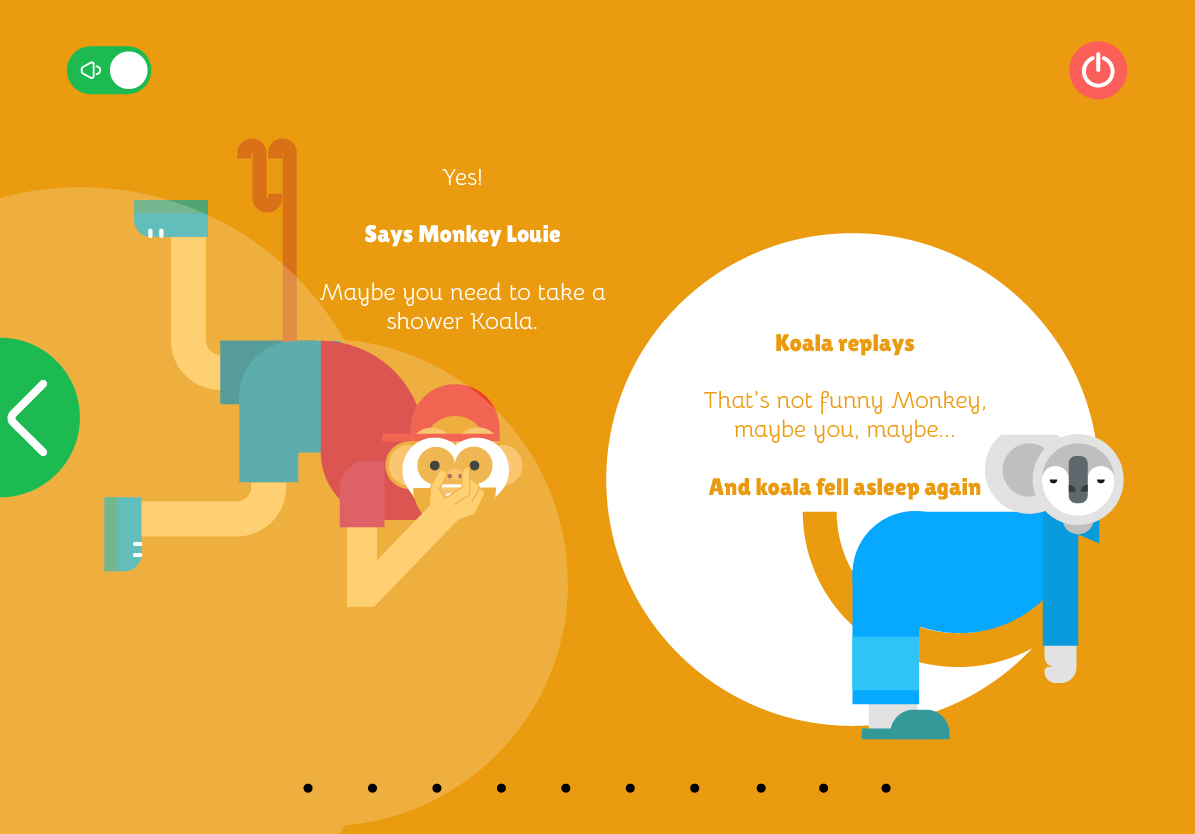 Yes!
Says Monkey Louie
Maybe you need to take a
shower Koala.
Koala replays
That's not funny Monkey,
maybe you, maybe...
And koala fell asleep again